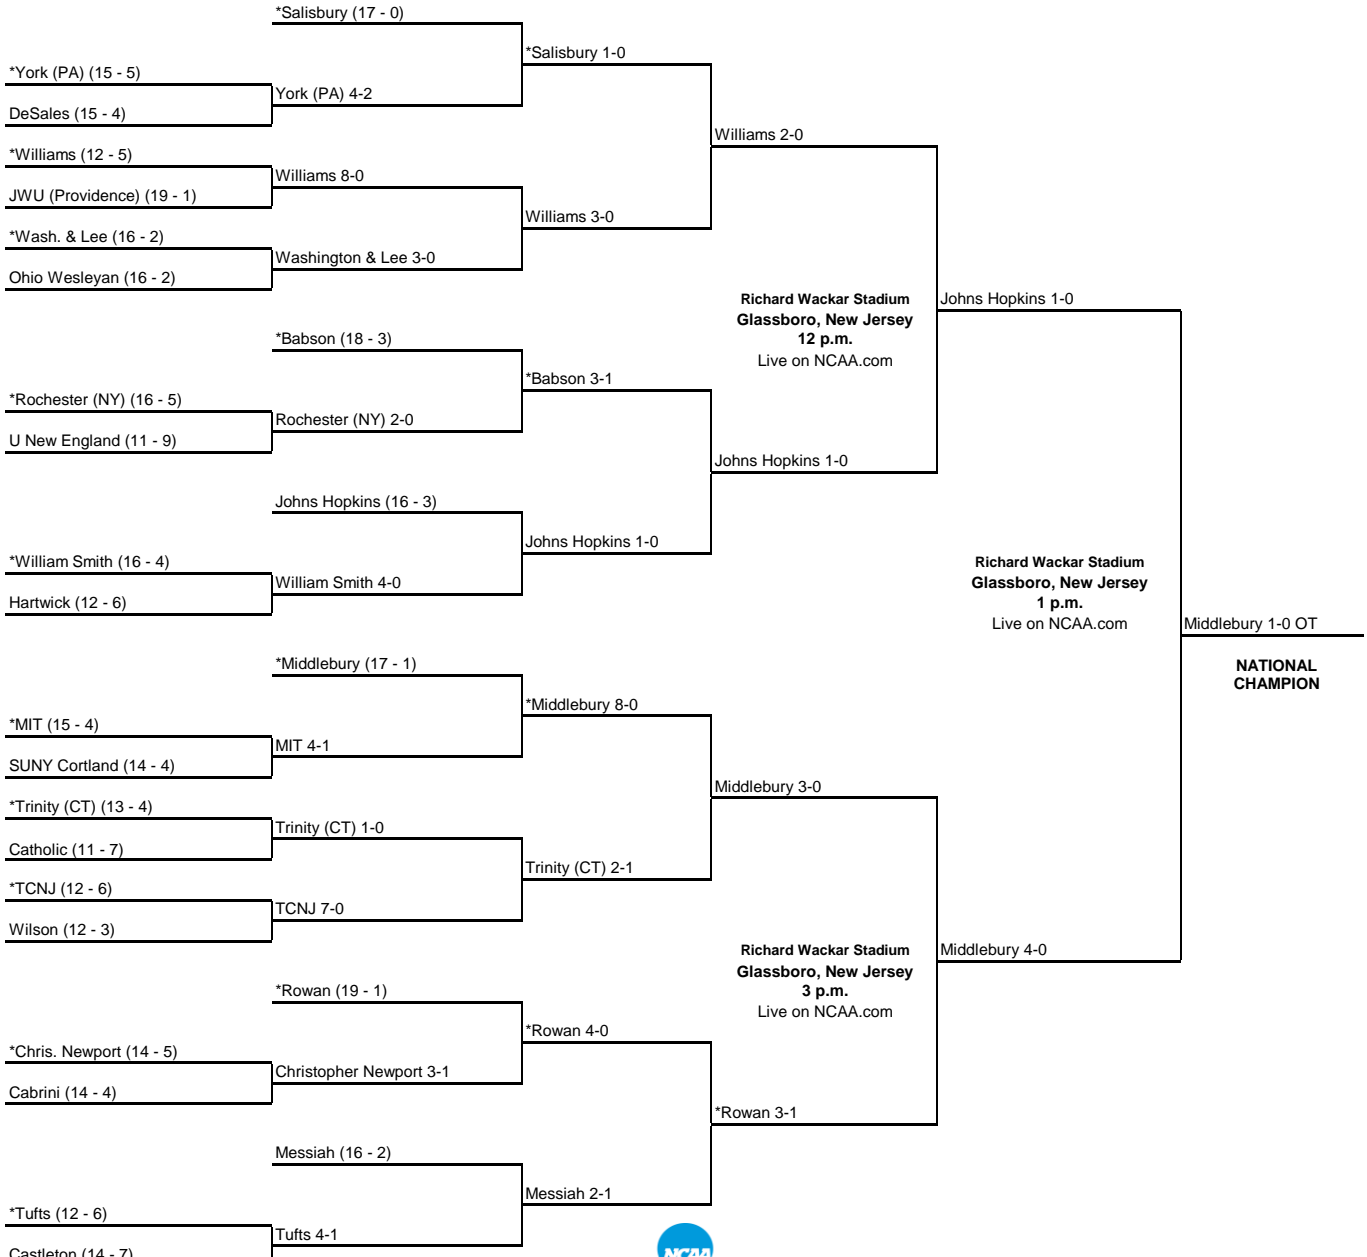 *Salisbury (17 - 0)
*Salisbury 1-0
*York (PA) (15 - 5)
York (PA) 4-2
DeSales (15 - 4)
Williams 2-0
*Williams (12 - 5)
Williams 8-0
JWU (Providence) (19 - 1)
Williams 3-0
*Wash. & Lee (16 - 2)
Washington & Lee 3-0
Ohio Wesleyan (16 - 2)
Richard Wackar Stadium
Glassboro, New Jersey
12 p.m.
Live on NCAA.com
Johns Hopkins 1-0
*Babson (18 - 3)
*Babson 3-1
*Rochester (NY) (16 - 5)
Rochester (NY) 2-0
U New England (11 - 9)
Johns Hopkins 1-0
Johns Hopkins (16 - 3)
Johns Hopkins 1-0
*William Smith (16 - 4)
William Smith 4-0
Hartwick (12 - 6)
Richard Wackar Stadium
Glassboro, New Jersey
1 p.m.
Live on NCAA.com
Middlebury 1-0 OT
NATIONAL
CHAMPION
*Middlebury (17 - 1)
*Middlebury 8-0
*MIT (15 - 4)
MIT 4-1
SUNY Cortland (14 - 4)
Middlebury 3-0
*Trinity (CT) (13 - 4)
Trinity (CT) 1-0
Catholic (11 - 7)
Trinity (CT) 2-1
*TCNJ (12 - 6)
TCNJ 7-0
Wilson (12 - 3)
Richard Wackar Stadium
Glassboro, New Jersey
3 p.m.
Live on NCAA.com
Middlebury 4-0
*Rowan (19 - 1)
*Rowan 4-0
*Chris. Newport (14 - 5)
Christopher Newport 3-1
Cabrini (14 - 4)
*Rowan 3-1
Messiah (16 - 2)
Messiah 2-1
*Tufts (12 - 6)
Tufts 4-1
Castleton (14 - 7)
NCAA